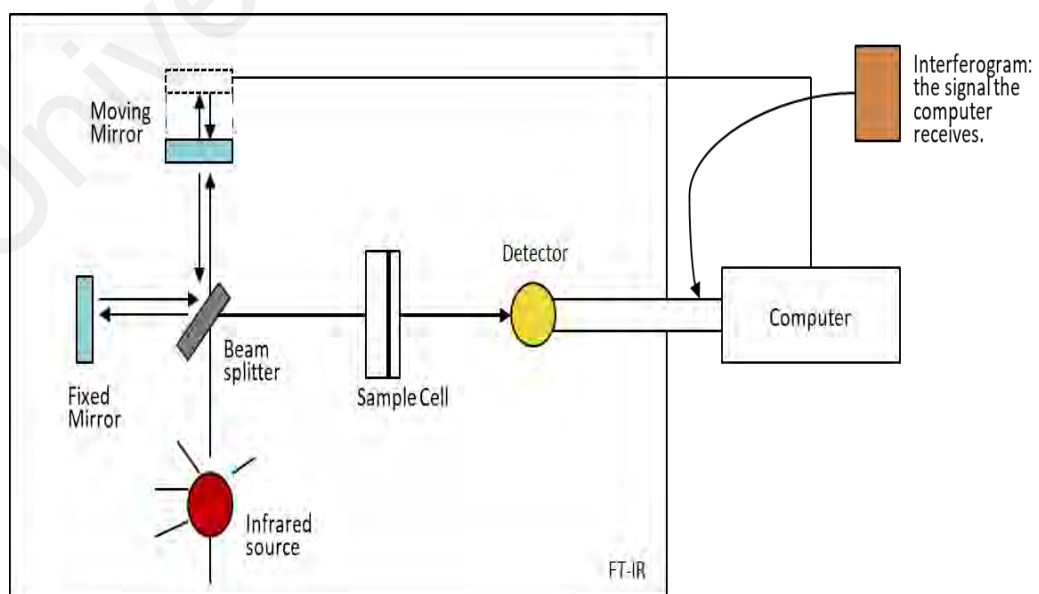 Moving
Mirror
Interferogram:
the signal the
computer
receives.
Detector
Computer
Beam
splitter
Sample Cell
Fixed
Mirror
Infrared
source
FT-IR